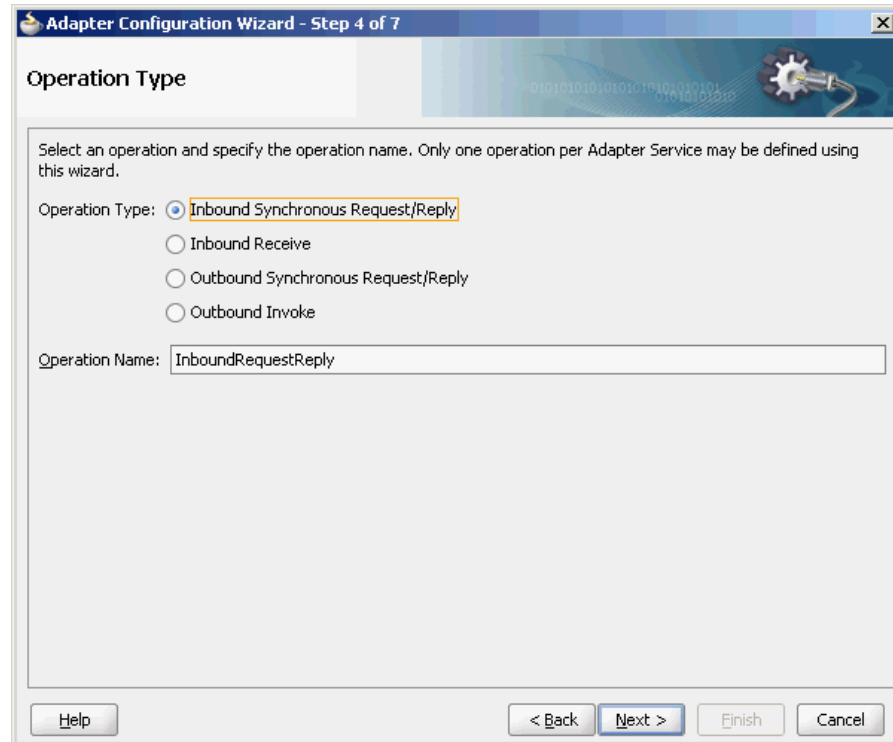 Adapter Configuration Wizard - Step 4 of 7
Operation Type
Select an operation and specify the operation name. Only one operation per Adapter Service may be defined using
this wizard.
Operation Type: Inbound Synchronous Request/Reply
Inbound Receive
Outbound Synchronous Request/Reply
Outbound Invoke
Operation Name: InboundRequestReply
Help < Back Next > Finish Cancel